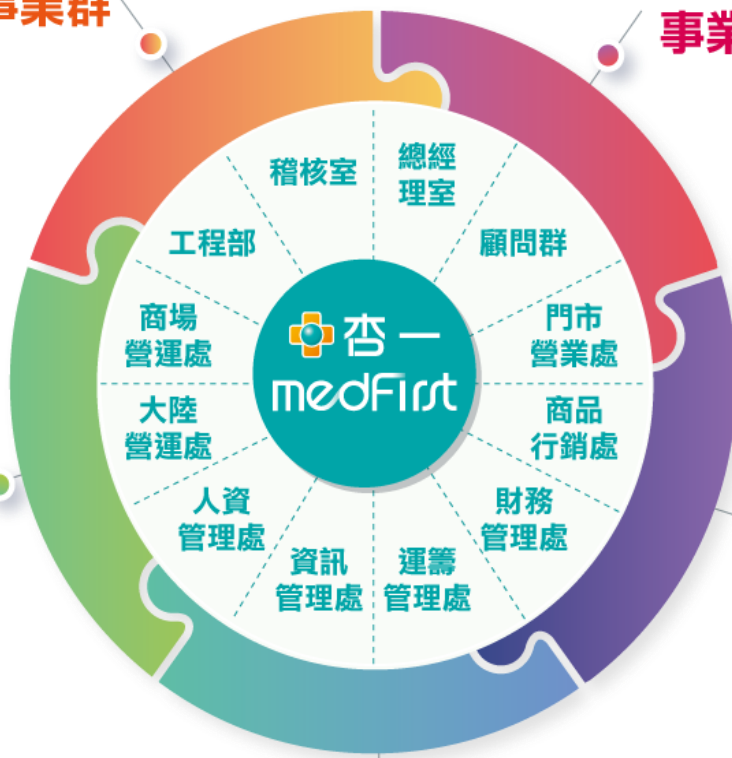 事業群
事業
總經
理室
顧問群
門市
營業處
商品
行銷處
財務
管理處
運籌
管理處
資訊
管理處
人資
管理處
大陸
營運處
商場
營運處
工程部
稽核室
杏一
medFirst